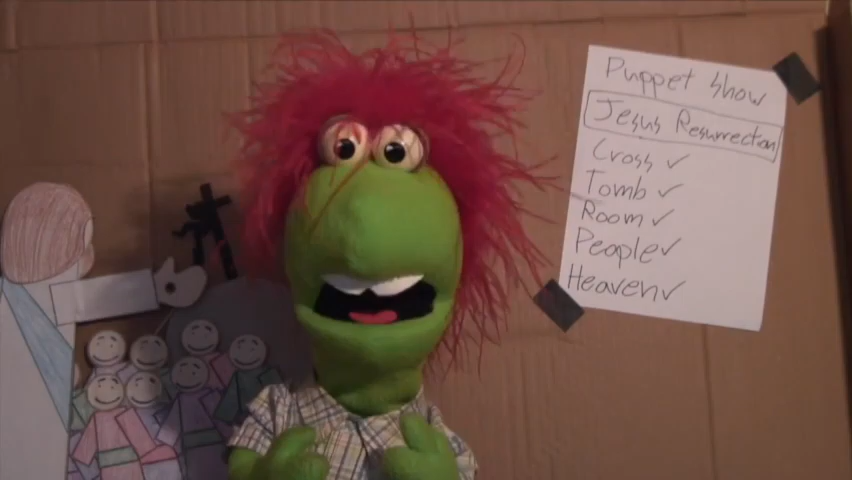 Puppet Show
Jesus Resurrection
Cross ✓
Tomb ✓
Room ✓
People ✓
Heaven ✓